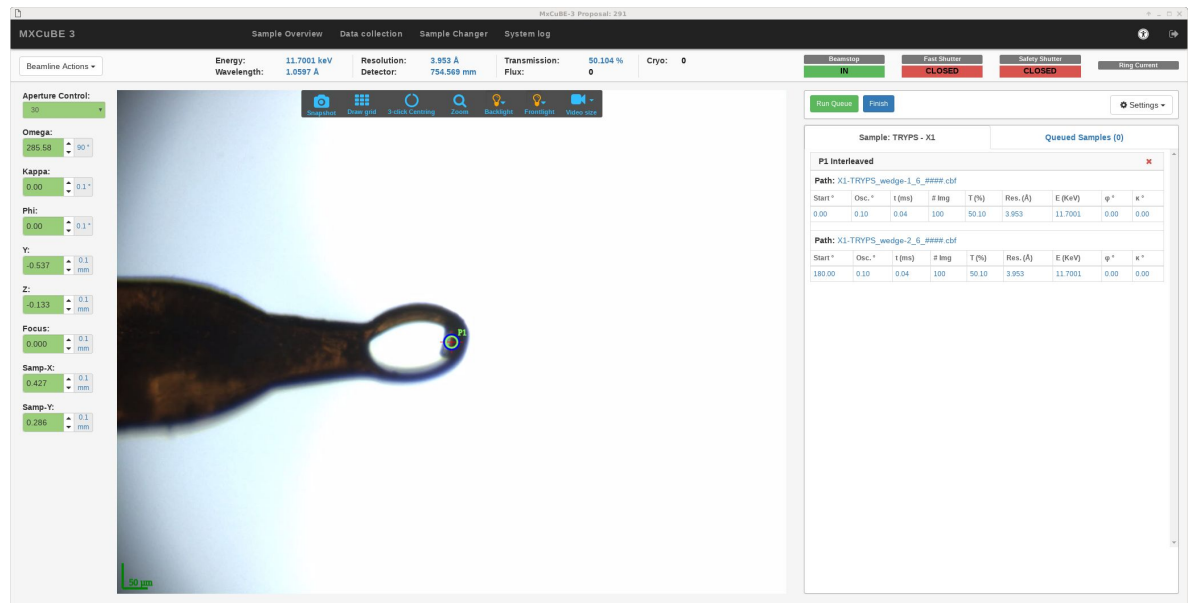 MxCuBE-3 Proposal: 291
MXCuBE 3 Sample Overview Data collection Sample Changer System log
Beamline Actions
Energy: 11.7001 keV Resolution: 3.953 Å Transmission: 50.104 % Cryo: 0
Wavelength: 1.0597 Å Detector: 754.569 mm Flux: 0
Beamstop Fast Shutter Safety Shutter Ring Current
IN CLOSED CLOSED
Aperture Control:
30
Omega:
285.58 90 °
Kappa:
0.00 0.1 °
Phi:
0.00 0.1 °
Y:
-0.537 0.1 mm
Z:
-0.133 0.1 mm
Focus:
0.000 0.1 mm
Samp-X:
0.427 0.1 mm
Samp-Y:
0.286 0.1 mm
Snapshot Draw grid 3-click Centring Zoom Backlight Frontlight Video size
P1
50 µm
Run Queue Finish Settings
Sample: TRYPS - X1 Queued Samples (0)
P1 Interleaved
Path: X1-TRYPS_wedge-1_6_####.cbf
Start ° Osc. ° t (ms) # Img T (%) Res. (Å) E (KeV) φ ° κ °
0.00 0.10 0.04 100 50.10 3.953 11.7001 0.00 0.00
Path: X1-TRYPS_wedge-2_6_####.cbf
Start ° Osc. ° t (ms) # Img T (%) Res. (Å) E (KeV) φ ° κ °
180.00 0.10 0.04 100 50.10 3.953 11.7001 0.00 0.00